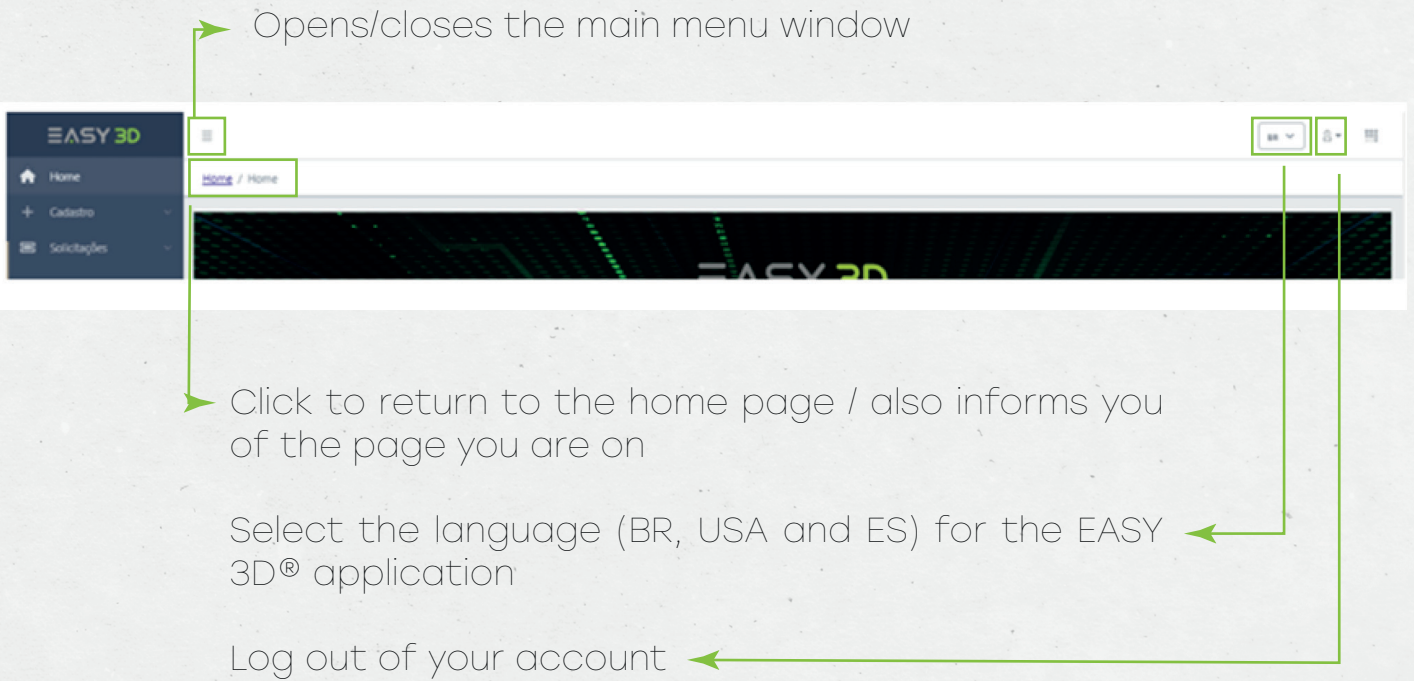 Opens/closes the main menu window
EASY 3D
Home
Home / Home
BR
Cadastro
Solicitações
EASY 3D
Click to return to the home page / also informs you
of the page you are on
Select the language (BR, USA and ES) for the EASY
3D® application
Log out of your account